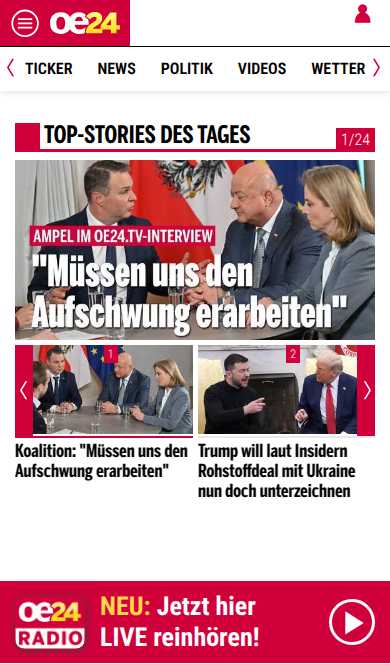 oe24
TICKER NEWS POLITIK VIDEOS WETTER
TOP-STORIES DES TAGES
1/24
AMPEL IM OE24.TV-INTERVIEW
"Müssen uns den
Aufschwung erarbeiten"
1
2
Koalition: "Müssen uns den
Aufschwung erarbeiten"
Trump will laut Insidern
Rohstoffdeal mit Ukraine
nun doch unterzeichnen
oe24
RADIO
NEU: Jetzt hier
LIVE reinhören!